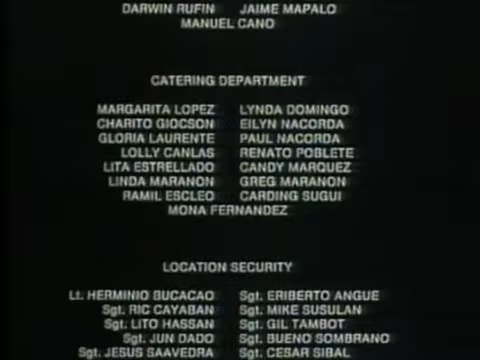 DARWIN RUFIN JAIME MAPALO
MANUEL CANO
CATERING DEPARTMENT
MARGARITA LOPEZ LYNDA DOMINGO
CHARITO GIOCSON EILYN NACORDA
GLORIA LAURENTE PAUL NACORDA
LOLLY CANLAS RENATO POBLETE
LITA ESTRELLADO CANDY MARQUEZ
LINDA MARANON GREG MARANON
RAMIL ESCLEO CARDING SUGUI
MONA FERNANDEZ
LOCATION SECURITY
Lt. HERMINIO BUCACAO Sgt. ERIBERTO ANGUE
Sgt. RIC CAYABAN Sgt. MIKE SUSULAN
Sgt. LITO HASSAN Sgt. GIL TAMBOT
Sgt. JUN DADO Sgt. BUENO SOMBRANO
Sgt. JESUS SAAVEDRA Sgt. CESAR SIBAL